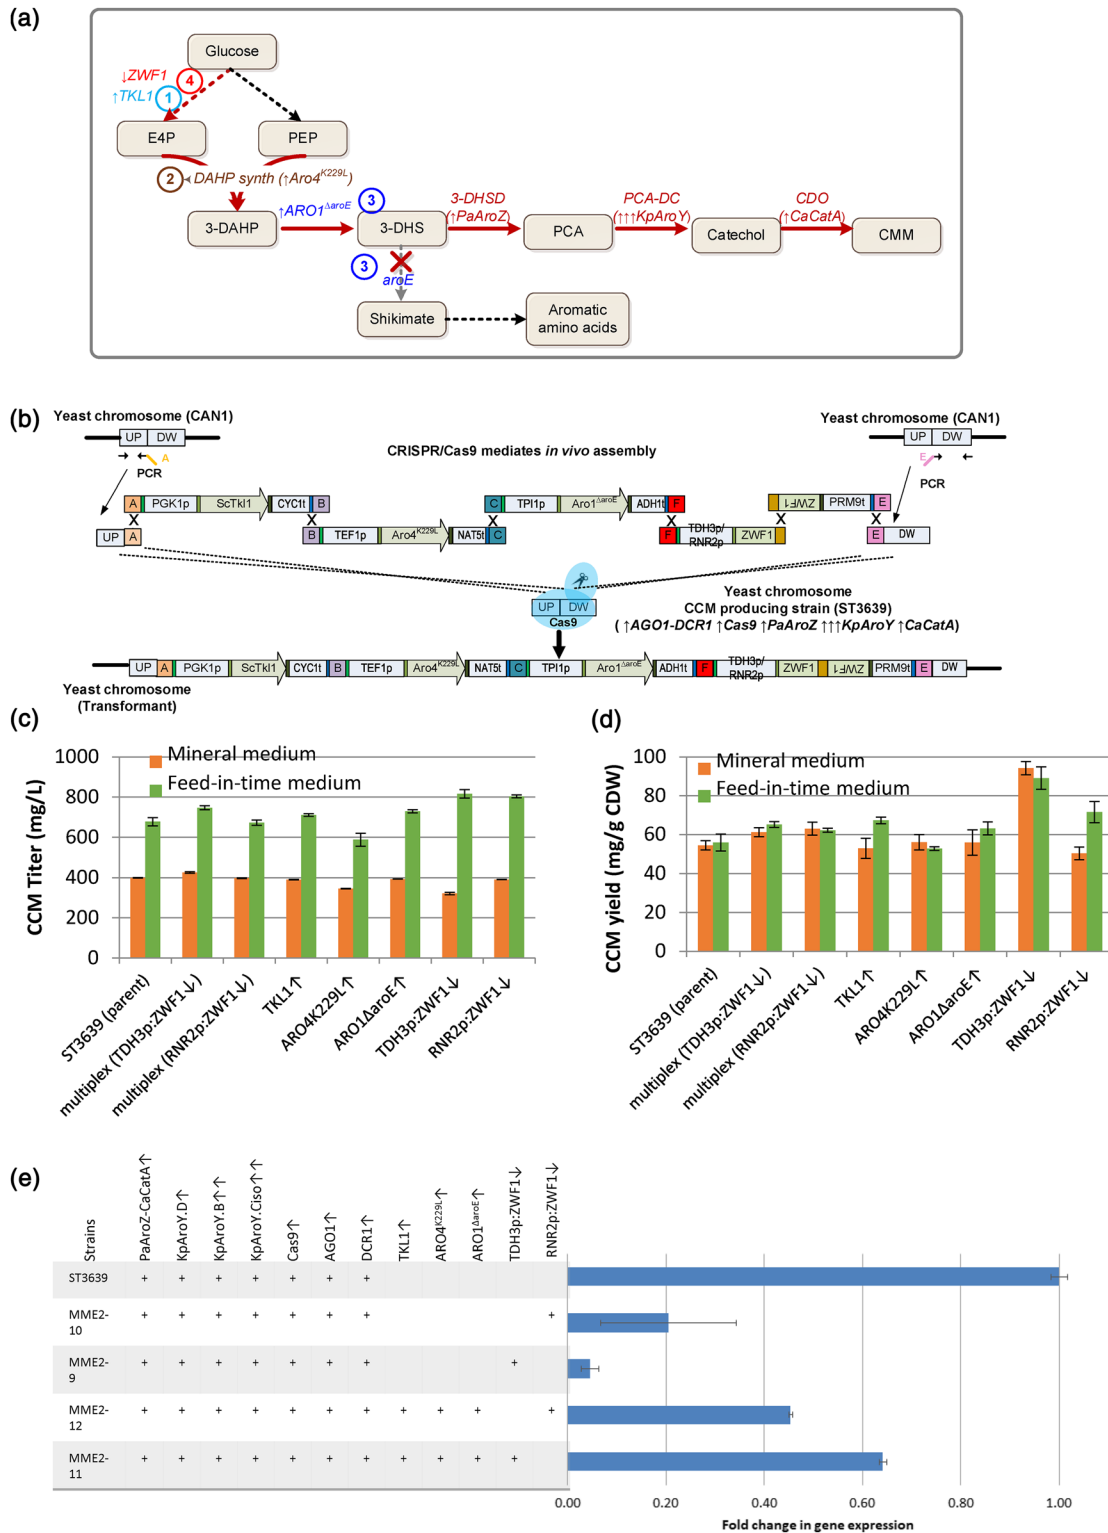 (a)
Glucose
↓ZWF1
4
↑TKL1
1
E4P
PEP
2
DAHP synth (↑Aro4K229L)
↑ARO1ΔaroE
3
3-DHSD
(↑PaAroZ)
PCA-DC
(↑↑↑KpAroY)
CDO
(↑CaCatA)
3-DAHP
3-DHS
PCA
Catechol
CMM
3
aroE
Shikimate
Aromatic
amino acids
(b)
Yeast chromosome (CAN1)
UP DW
A
PCR
CRISPR/Cas9 mediates in vivo assembly
Yeast chromosome (CAN1)
UP DW
E
PCR
A PGK1p ScTkl1 CYC1t B
C TPI1p Aro1ΔaroE ADH1t F
ZWF1 PRM9t E
UP A
B TEF1p Aro4K229L NAT5t C
F TDH3p/
RNR2p
ZWF1
E DW
UP DW
Cas9
Yeast chromosome
CCM producing strain (ST3639)
( ↑AGO1-DCR1 ↑Cas9 ↑PaAroZ ↑↑↑KpAroY ↑CaCatA)
UP A PGK1p ScTkl1 CYC1t B TEF1p Aro4K229L NAT5t C TPI1p Aro1ΔaroE ADH1t F TDH3p/
RNR2p
ZWF1 ZWF1 PRM9t E DW
Yeast chromosome
(Transformant)
(c)
Mineral medium
Feed-in-time medium
CCM Titer (mg/L)
1000
800
600
400
200
0
ST3639 (parent)
multiplex (TDH3p:ZWF1↓)
multiplex (RNR2p:ZWF1↓)
TKL1↑
ARO4K229L↑
ARO1ΔaroE↑
TDH3p:ZWF1↓
RNR2p:ZWF1↓
(d)
Mineral medium
Feed-in-time medium
CCM yield (mg/g CDW)
100
80
60
40
20
0
ST3639 (parent)
multiplex (TDH3p:ZWF1↓)
multiplex (RNR2p:ZWF1↓)
TKL1↑
ARO4K229L↑
ARO1ΔaroE↑
TDH3p:ZWF1↓
RNR2p:ZWF1↓
(e)
Strains
PaAroZ-CaCatA↑
KpAroY.D↑
KpAroY.B↑↑
KpAroY.Ciso↑↑
Cas9↑
AGO1↑
DCR1↑
TKL1↑
ARO4K229L↑
ARO1ΔaroE↑
TDH3p:ZWF1↓
RNR2p:ZWF1↓
ST3639 + + + + + + +
MME2-
10
+ + + + + + + +
MME2-
9
+ + + + + + + +
MME2-
12
+ + + + + + + + + + +
MME2-
11
+ + + + + + + + + + +
0.00 0.20 0.40 0.60 0.80 1.00
Fold change in gene expression